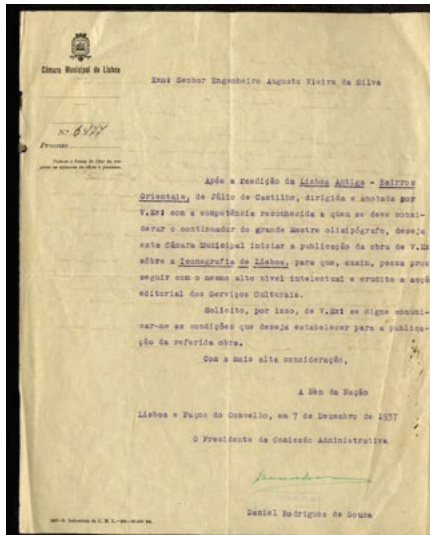 Câmara Municipal de Lisboa
Exmº Senhor Engenheiro Augusto Vieira da Silva
Nº 6477
Processo
Após a reedição da Lisboa Antiga - Bairros
Orientais, de Júlio de Castilho, dirigida e anotada por
V.Exª com a competência reconhecida a quem se deve consi-
derar o continuador do grande Mestre olisipógrafo, deseja
esta Câmara Municipal iniciar a publicação da obra de V.Ex
sôbre a Iconografia de Lisboa, para que, assim, possa pros
seguir com o mesmo alto nível intelectual e erudito a acção
editorial dos Serviços Culturais.
Solicito, por isso, de V.Exª se digne comuni-
car-me as condições que deseja estabelecer para a publica-
ção da referida obra.
Com a mais alta consideração,
A Bem da Nação
Lisboa e Paços do Concelho, em 7 de Dezembro de 1937
O Presidente da Comissão Administrativa
Daniel Rodrigues de Sousa